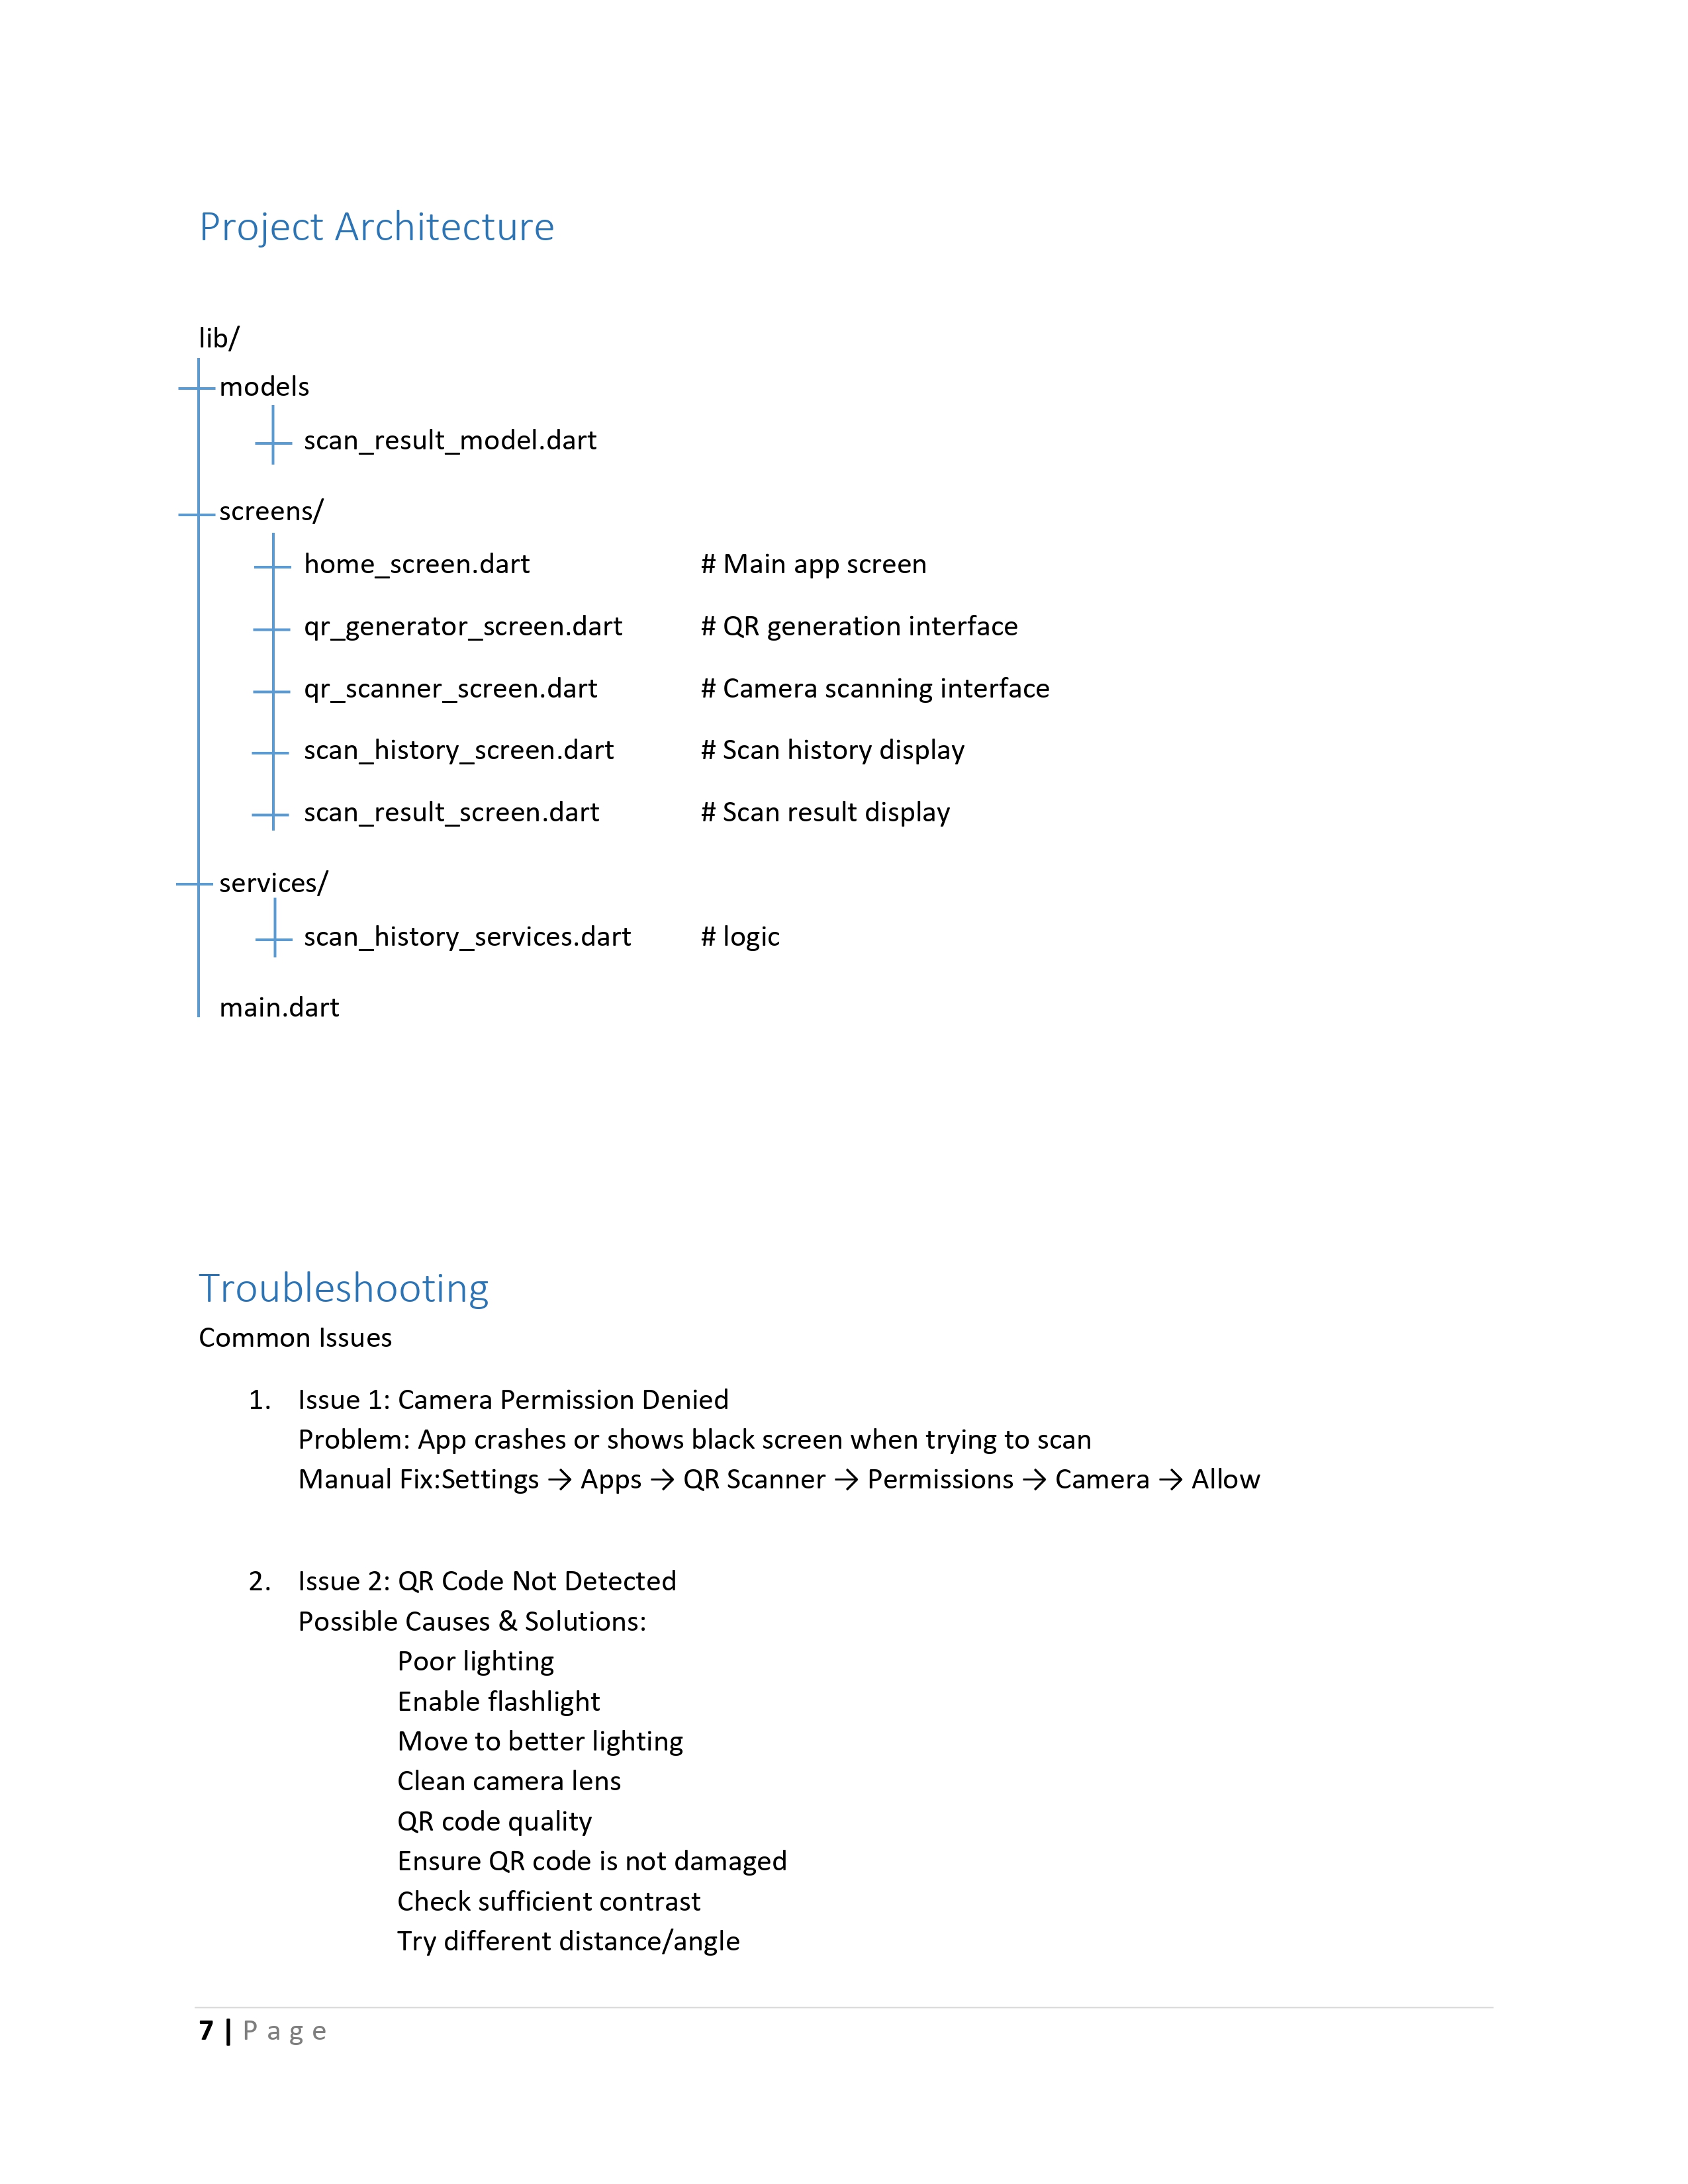 Project Architecture
lib/
models
scan_result_model.dart
screens/
home_screen.dart # Main app screen
qr_generator_screen.dart # QR generation interface
qr_scanner_screen.dart # Camera scanning interface
scan_history_screen.dart # Scan history display
scan_result_screen.dart # Scan result display
services/
scan_history_services.dart # logic
main.dart
Troubleshooting
Common Issues
1. Issue 1: Camera Permission Denied
Problem: App crashes or shows black screen when trying to scan
Manual Fix:Settings → Apps → QR Scanner → Permissions → Camera → Allow
2. Issue 2: QR Code Not Detected
Possible Causes & Solutions:
Poor lighting
Enable flashlight
Move to better lighting
Clean camera lens
QR code quality
Ensure QR code is not damaged
Check sufficient contrast
Try different distance/angle
7 | Page